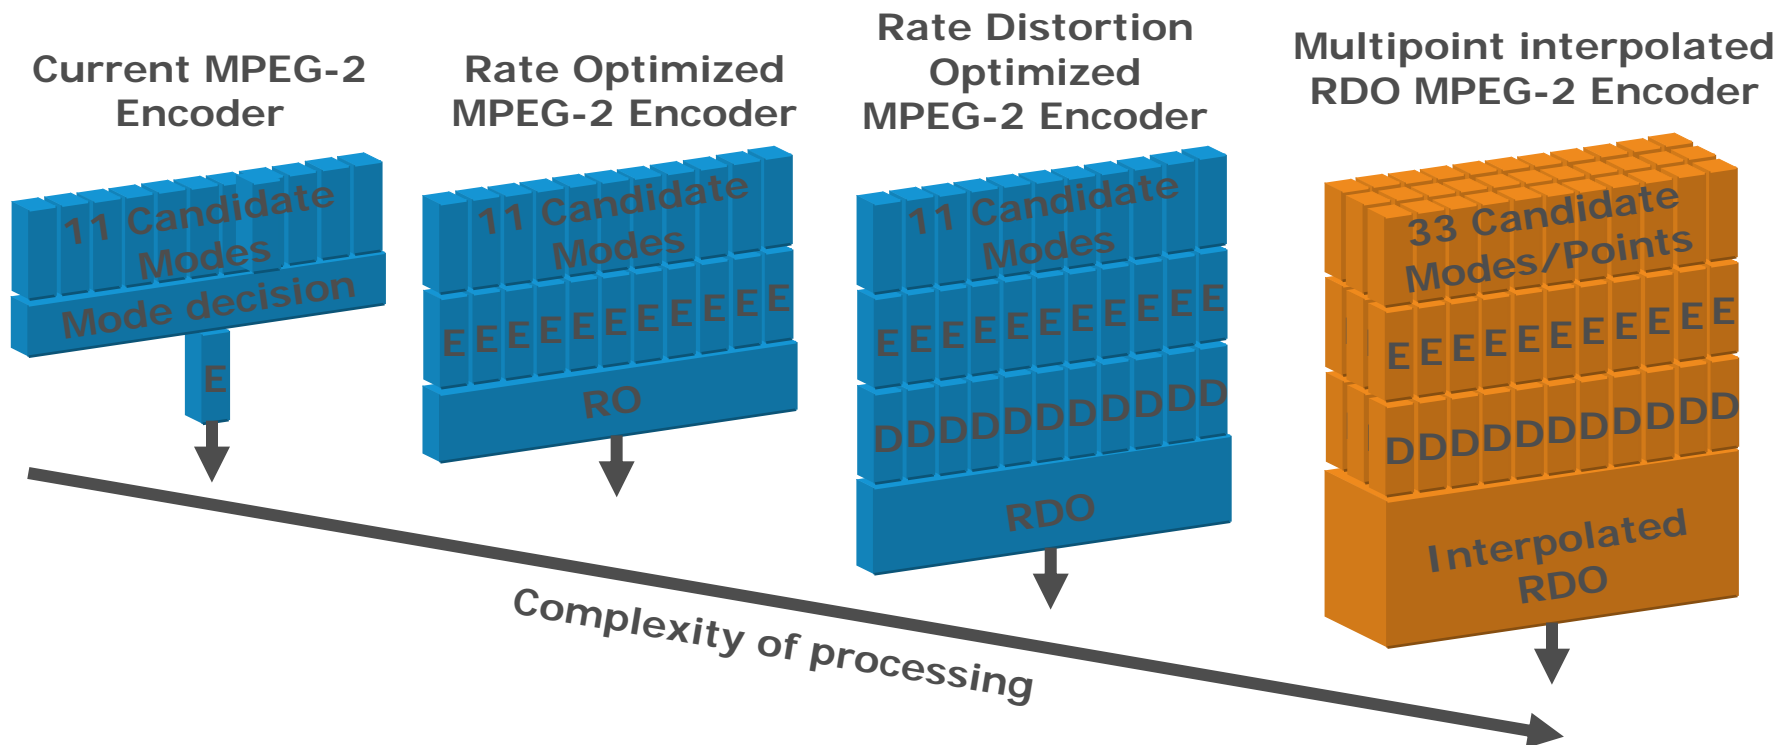 Current MPEG-2
Encoder
11 Candidate
Modes
Mode decision
E
Rate Optimized
MPEG-2 Encoder
11 Candidate
Modes
E E E E E E E E E E E
RO
Rate Distortion
Optimized
MPEG-2 Encoder
11 Candidate
Modes
E E E E E E E E E E E
D D D D D D D D D D D
RDO
Multipoint interpolated
RDO MPEG-2 Encoder
33 Candidate
Modes/Points
E E E E E E E E E E E
D D D D D D D D D D D
Interpolated
RDO
Complexity of processing